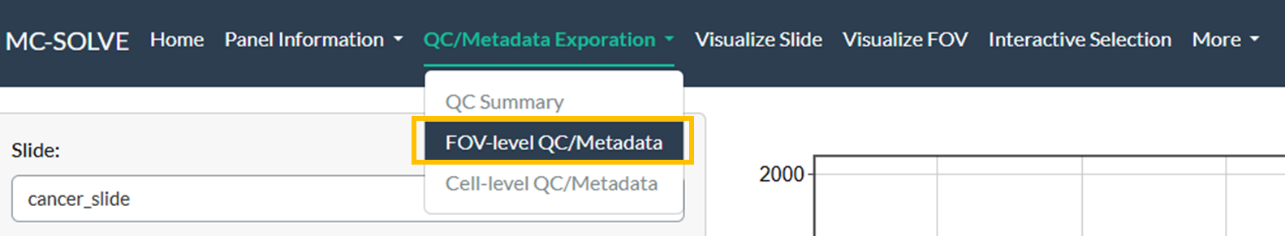 MC-SOLVE Home Panel Information QC/Metadata Exporation Visualize Slide Visualize FOV Interactive Selection More
QC Summary
FOV-level QC/Metadata
Cell-level QC/Metadata
Slide:
cancer_slide
2000